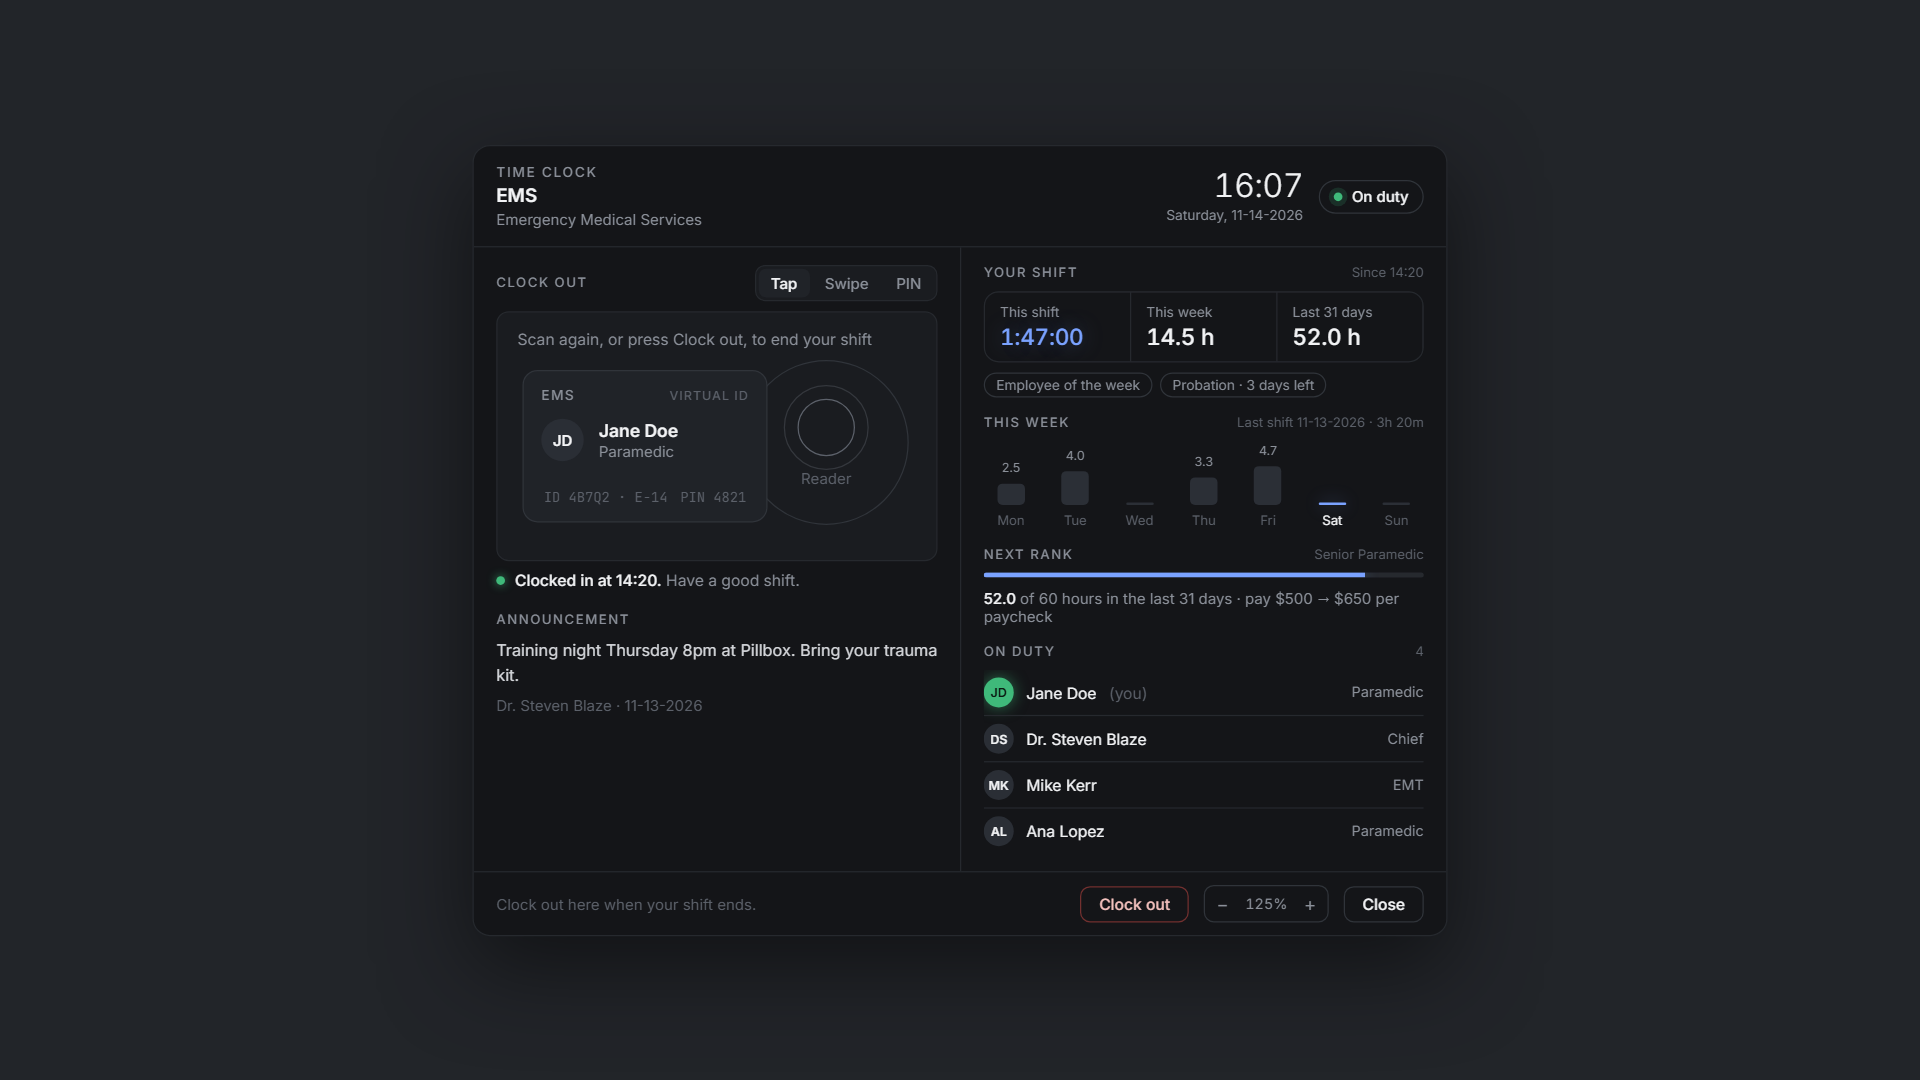 TIME CLOCK
EMS
Emergency Medical Services
16:07
Saturday, 11-14-2026
On duty
CLOCK OUT
Tap
Swipe
PIN
Scan again, or press Clock out, to end your shift
EMS
VIRTUAL ID
JD
Jane Doe
Paramedic
ID 4B7Q2 · E-14
PIN 4821
Reader
Clocked in at 14:20. Have a good shift.
ANNOUNCEMENT
Training night Thursday 8pm at Pillbox. Bring your trauma
kit.
Dr. Steven Blaze · 11-13-2026
YOUR SHIFT
Since 14:20
This shift
1:47:00
This week
14.5 h
Last 31 days
52.0 h
Employee of the week
Probation · 3 days left
THIS WEEK
Last shift 11-13-2026 · 3h 20m
2.5
4.0
3.3
4.7
Mon
Tue
Wed
Thu
Fri
Sat
Sun
NEXT RANK
Senior Paramedic
52.0 of 60 hours in the last 31 days · pay $500 → $650 per
paycheck
ON DUTY
4
JD
Jane Doe (you)
Paramedic
DS
Dr. Steven Blaze
Chief
MK
Mike Kerr
EMT
AL
Ana Lopez
Paramedic
Clock out here when your shift ends.
Clock out
− 125% +
Close